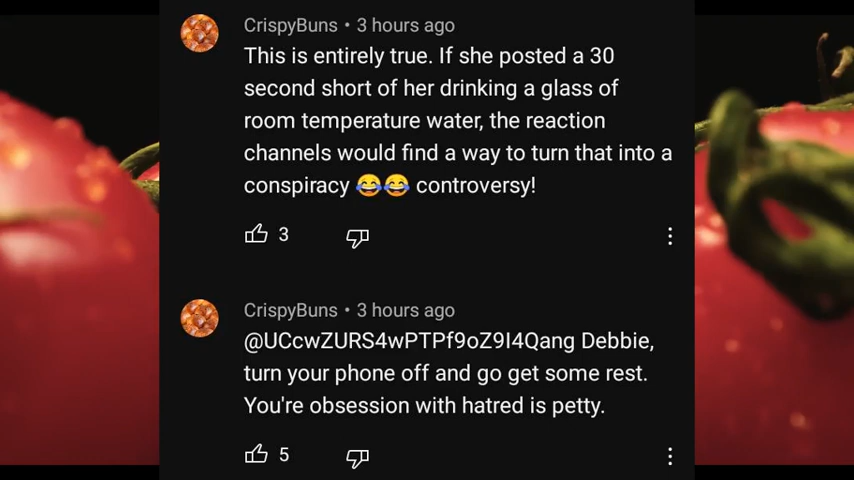 CrispyBuns • 3 hours ago
This is entirely true. If she posted a 30
second short of her drinking a glass of
room temperature water, the reaction
channels would find a way to turn that into a
conspiracy 😂😂 controversy!
3
CrispyBuns • 3 hours ago
@UCcwZURS4wPTPf9oZ9I4Qang Debbie,
turn your phone off and go get some rest.
You're obsession with hatred is petty.
5